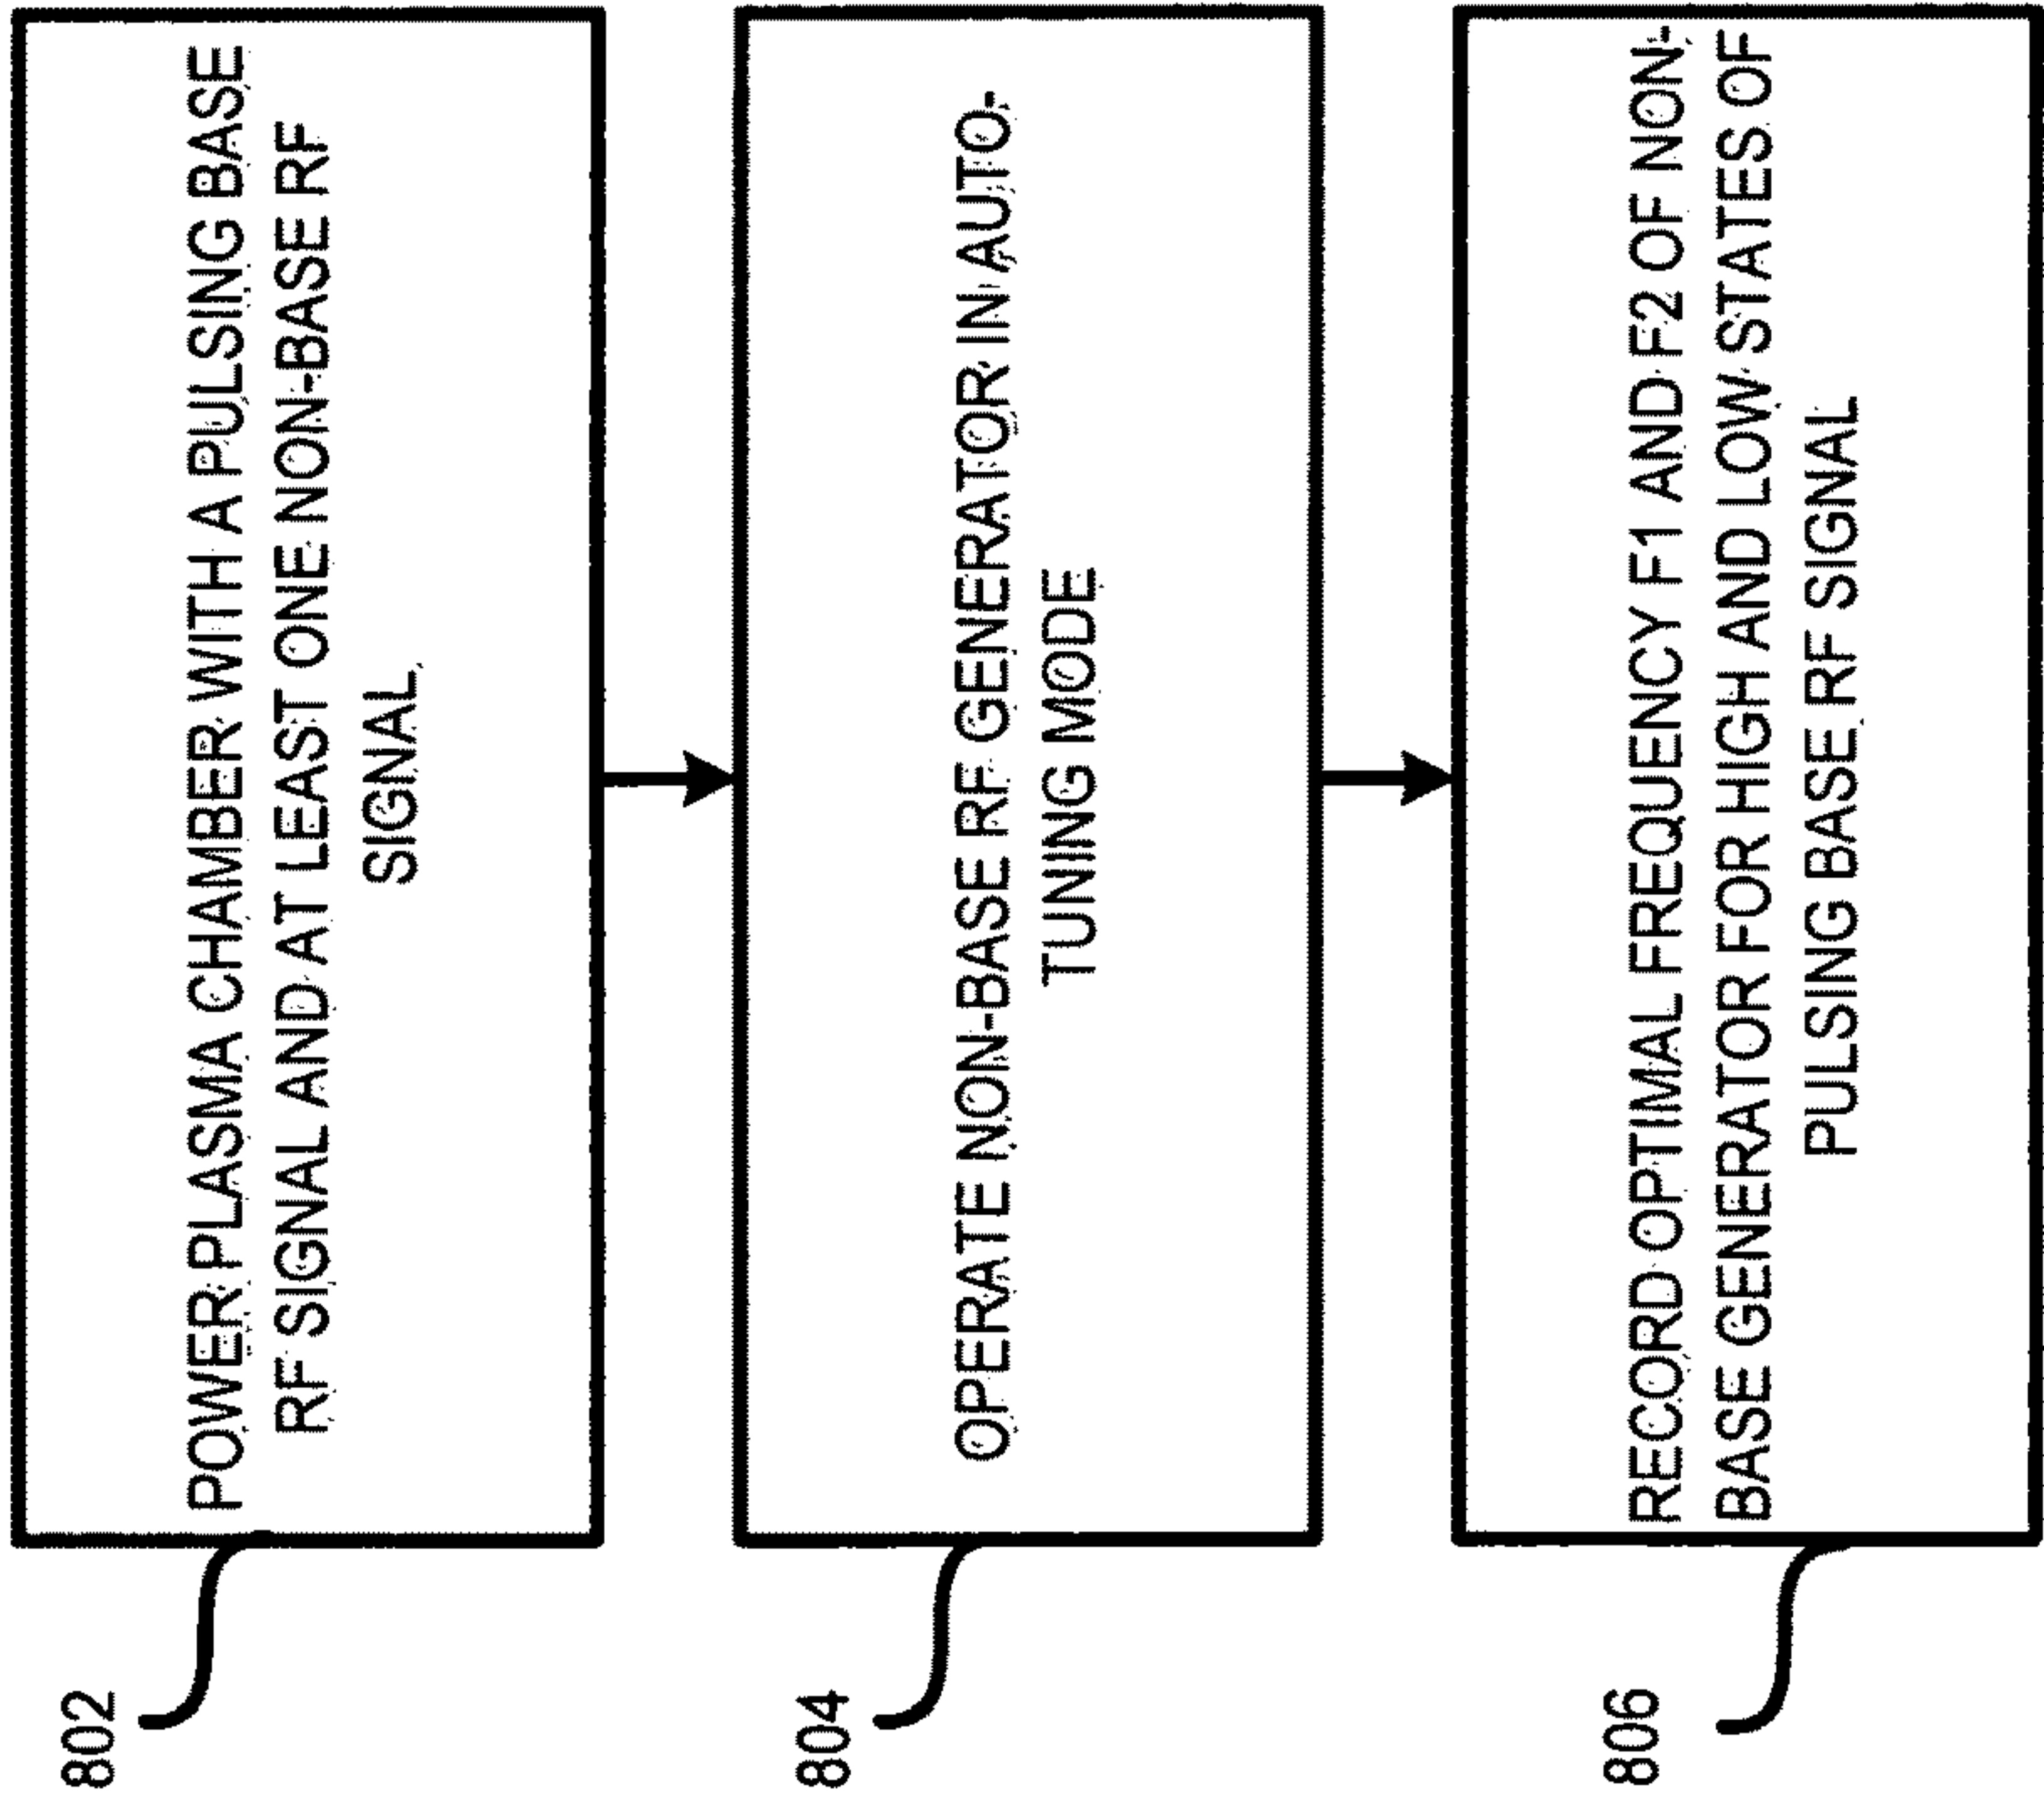 802
POWER PLASMA CHAMBER WITH A PULSING BASE
RF SIGNAL AND AT LEAST ONE NON-BASE RF
SIGNAL
804
OPERATE NON-BASE RF GENERATOR IN AUTO-
TUNING MODE
806
RECORD OPTIMAL FREQUENCY F1 AND F2 OF NON-
BASE GENERATOR FOR HIGH AND LOW STATES OF
PULSING BASE RF SIGNAL